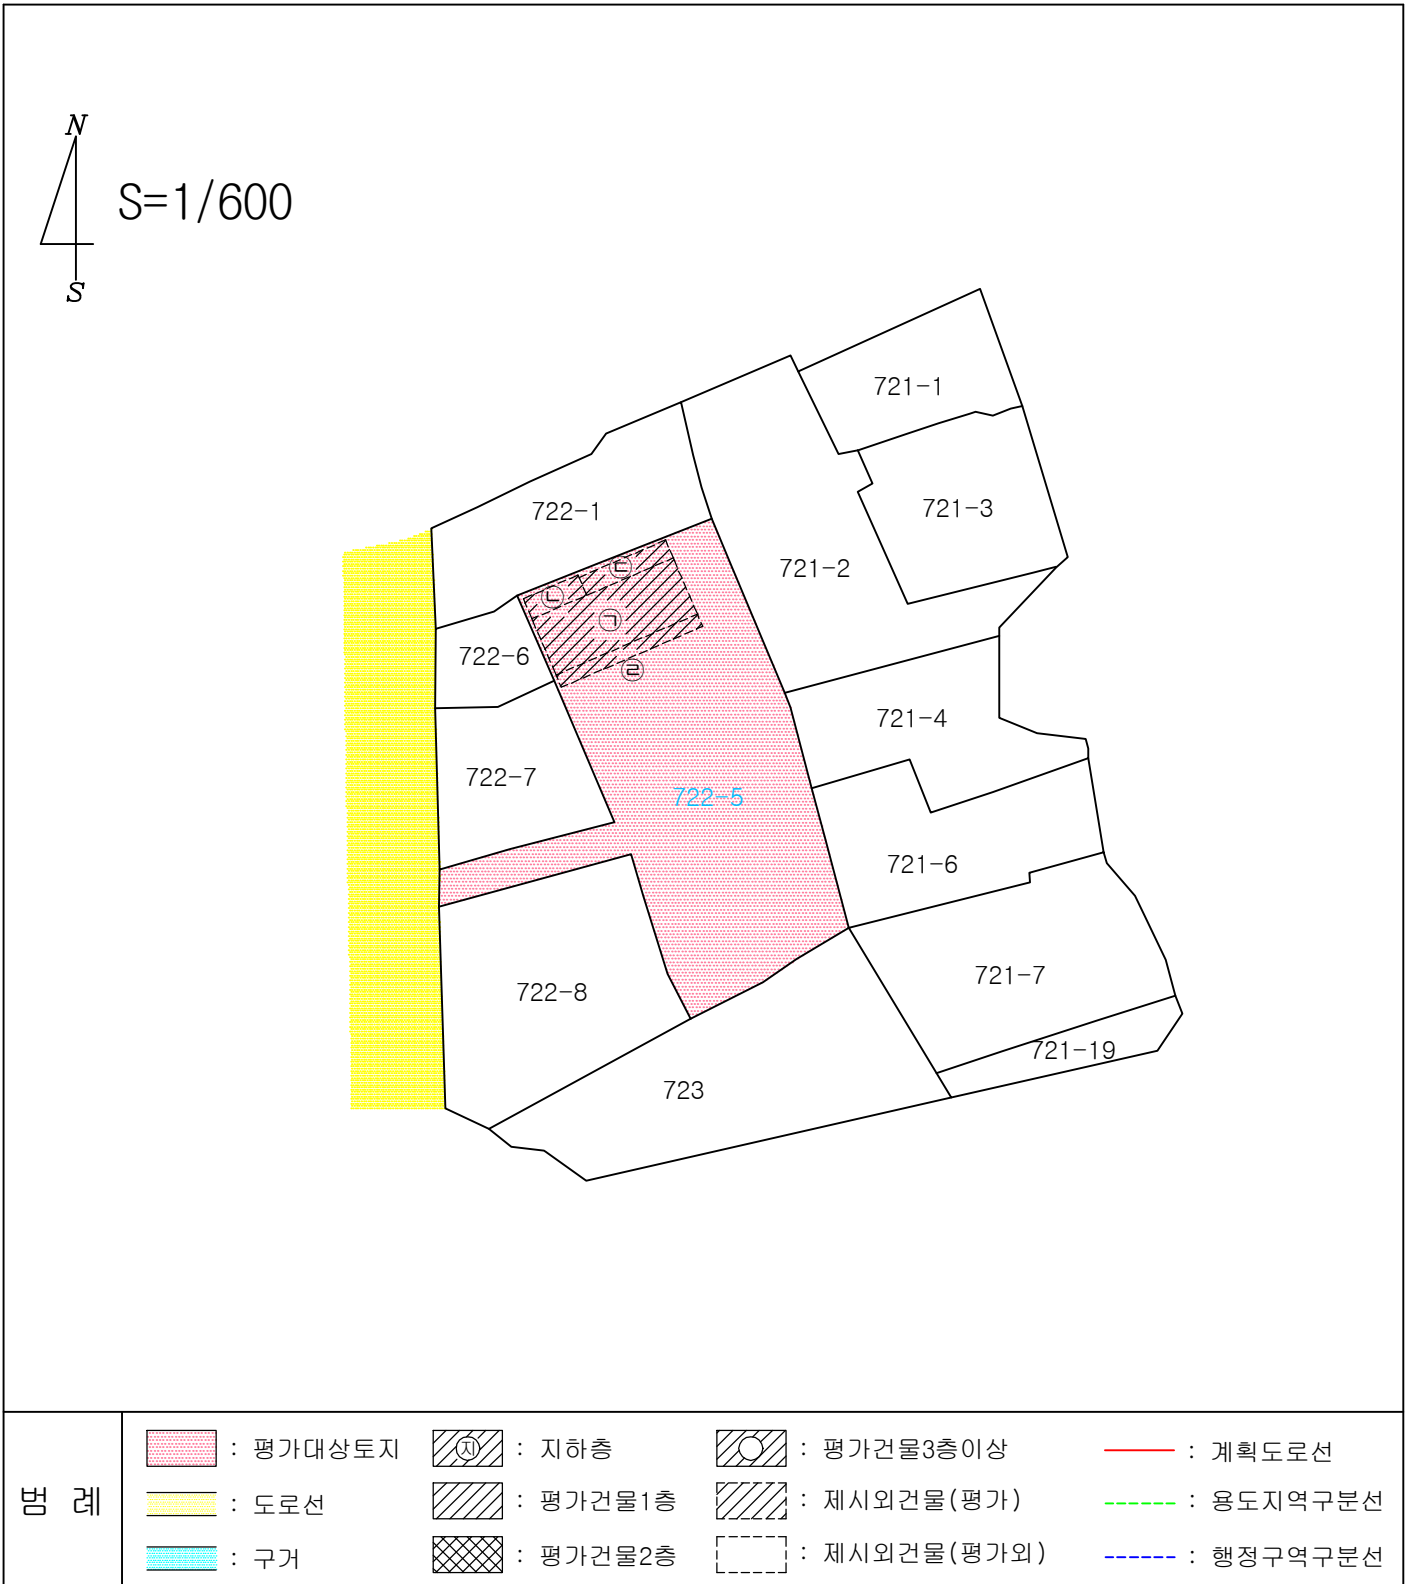 N
S=1/600
S
721-1
721-3
722-1
721-2
㉢
㉡
㉠
722-6
㉣
721-4
722-7
722-5
721-6
721-7
722-8
721-19
723
범 례
: 평가대상토지
: 도로선
: 구거
지 : 지하층
: 평가건물1층
: 평가건물2층
: 평가건물3층이상
: 제시외건물(평가)
: 제시외건물(평가외)
: 계획도로선
: 용도지역구분선
: 행정구역구분선